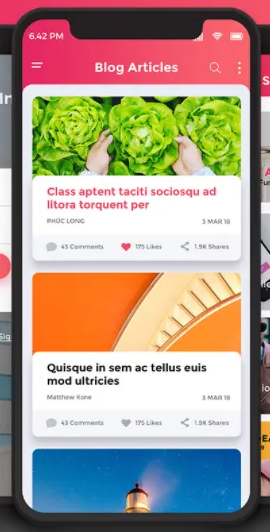 6.42 PM
Blog Articles
Class aptent taciti sociosqu ad
litora torquent per
PHÚC LONG
3 MAR 18
43 Comments
175 Likes
1.9K Shares
Quisque in sem ac tellus euis
mod ultricies
Matthew Kane
3 MAR 18
43 Comments
175 Likes
1.9K Shares